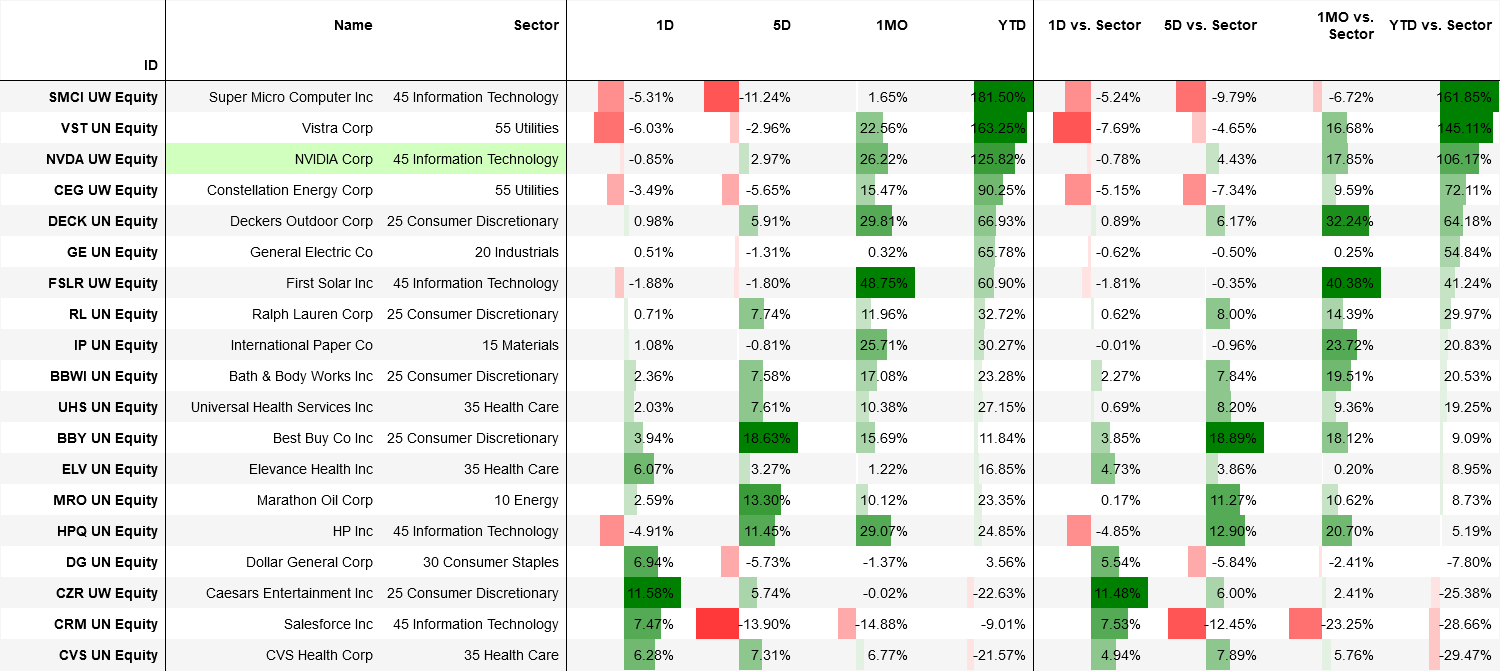 Name Sector 1D 5D 1MO YTD 1D vs. Sector 5D vs. Sector 1MO vs. Sector YTD vs. Sector
ID
SMCI UW Equity Super Micro Computer Inc 45 Information Technology -5.31% -11.24% 1.65% 181.50% -5.24% -9.79% -6.72% 161.85%
VST UN Equity Vistra Corp 55 Utilities -6.03% -2.96% 22.56% 163.25% -7.69% -4.65% 16.68% 145.11%
NVDA UW Equity NVIDIA Corp 45 Information Technology -0.85% 2.97% 26.22% 125.82% -0.78% 4.43% 17.85% 106.17%
CEG UW Equity Constellation Energy Corp 55 Utilities -3.49% -5.65% 15.47% 90.25% -5.15% -7.34% 9.59% 72.11%
DECK UN Equity Deckers Outdoor Corp 25 Consumer Discretionary 0.98% 5.91% 29.81% 66.93% 0.89% 6.17% 32.24% 64.18%
GE UN Equity General Electric Co 20 Industrials 0.51% -1.31% 0.32% 65.78% -0.62% -0.50% 0.25% 54.84%
FSLR UW Equity First Solar Inc 45 Information Technology -1.88% -1.80% 48.75% 60.90% -1.81% -0.35% 40.38% 41.24%
RL UN Equity Ralph Lauren Corp 25 Consumer Discretionary 0.71% 7.74% 11.96% 32.72% 0.62% 8.00% 14.39% 29.97%
IP UN Equity International Paper Co 15 Materials 1.08% -0.81% 25.71% 30.27% -0.01% -0.96% 23.72% 20.83%
BBWI UN Equity Bath & Body Works Inc 25 Consumer Discretionary 2.36% 7.58% 17.08% 23.28% 2.27% 7.84% 19.51% 20.53%
UHS UN Equity Universal Health Services Inc 35 Health Care 2.03% 7.61% 10.38% 27.15% 0.69% 8.20% 9.36% 19.25%
BBY UN Equity Best Buy Co Inc 25 Consumer Discretionary 3.94% 18.63% 15.69% 11.84% 3.85% 18.89% 18.12% 9.09%
ELV UN Equity Elevance Health Inc 35 Health Care 6.07% 3.27% 1.22% 16.85% 4.73% 3.86% 0.20% 8.95%
MRO UN Equity Marathon Oil Corp 10 Energy 2.59% 13.30% 10.12% 23.35% 0.17% 11.27% 10.62% 8.73%
HPQ UN Equity HP Inc 45 Information Technology -4.91% 11.45% 29.07% 24.85% -4.85% 12.90% 20.70% 5.19%
DG UN Equity Dollar General Corp 30 Consumer Staples 6.94% -5.73% -1.37% 3.56% 5.54% -5.84% -2.41% -7.80%
CZR UW Equity Caesars Entertainment Inc 25 Consumer Discretionary 11.58% 5.74% -0.02% -22.63% 11.48% 6.00% 2.41% -25.38%
CRM UN Equity Salesforce Inc 45 Information Technology 7.47% -13.90% -14.88% -9.01% 7.53% -12.45% -23.25% -28.66%
CVS UN Equity CVS Health Corp 35 Health Care 6.28% 7.31% 6.77% -21.57% 4.94% 7.89% 5.76% -29.47%